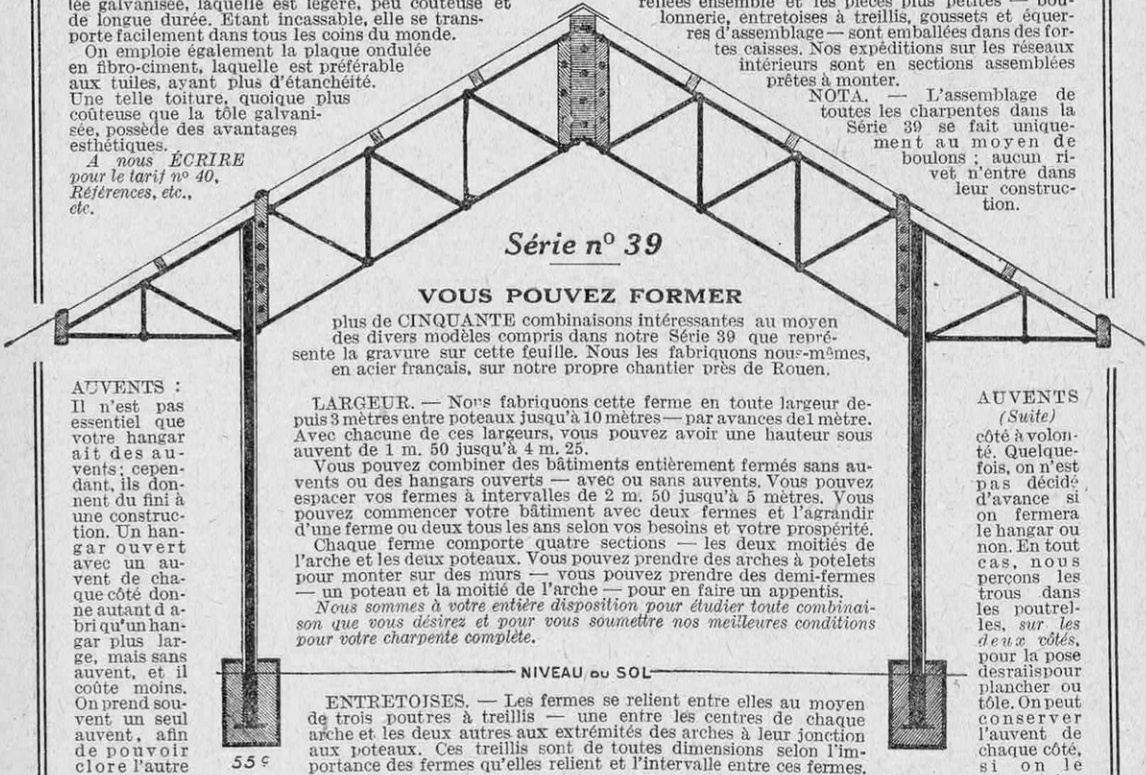 lée galvanisée, laquelle est légère, peu coûteuse et
de longue durée. Etant incassable, elle se trans-
porte facilement dans tous les coins du monde.
On emploie également la plaque ondulée
en fibro-ciment, laquelle est préférable
aux tuiles, ayant plus d'étanchéité.
Une telle toiture, quoique plus
coûteuse que la tôle galvani-
sée, possède des avantages
esthétiques.
A nous ÉCRIRE
pour le tarif nº 40,
Références, etc.,
etc.
reliées ensemble et les pièces plus petites — bou-
lonnerie, entretoises à treillis, goussets et équer-
res d'assemblage — sont emballées dans des for-
tes caisses. Nos expéditions sur les réseaux
intérieurs sont en sections assemblées
prêtes à monter.
NOTA. — L'assemblage de
toutes les charpentes dans la
Série 39 se fait unique-
ment au moyen de
boulons ; aucun ri-
vet n'entre dans
leur construc-
tion.
Série nº 39
VOUS POUVEZ FORMER
plus de CINQUANTE combinaisons intéressantes au moyen
des divers modèles compris dans notre Série 39 que repré-
sente la gravure sur cette feuille. Nous les fabriquons nous-mêmes,
en acier français, sur notre propre chantier près de Rouen.
LARGEUR. — Nous fabriquons cette ferme en toute largeur de-
puis 3 mètres entre poteaux jusqu'à 10 mètres — par avances de 1 mètre.
Avec chacune de ces largeurs, vous pouvez avoir une hauteur sous
auvent de 1 m. 50 jusqu'à 4 m. 25.
Vous pouvez combiner des bâtiments entièrement fermés sans au-
vents ou des hangars ouverts — avec ou sans auvents. Vous pouvez
espacer vos fermes à intervalles de 2 m. 50 jusqu'à 5 mètres. Vous
pouvez commencer votre bâtiment avec deux fermes et l'agrandir
d'une ferme ou deux tous les ans selon vos besoins et votre prospérité.
Chaque ferme comporte quatre sections — les deux moitiés de
l'arche et les deux poteaux. Vous pouvez prendre des arches à potelets
pour monter sur des murs — vous pouvez prendre des demi-fermes
— un poteau et la moitié de l'arche — pour en faire un appentis.
Nous sommes à votre entière disposition pour étudier toute combinai-
son que vous désirez et pour vous soumettre nos meilleures conditions
pour votre charpente complète.
NIVEAU DU SOL
ENTRETOISES. — Les fermes se relient entre elles au moyen
de trois poutres à treillis — une entre les centres de chaque
arche et les deux autres aux extrémités des arches à leur jonction
aux poteaux. Ces treillis sont de toutes dimensions selon l'im-
portance des fermes qu'elles relient et l'intervalle entre ces fermes.
AUVENTS :
Il n'est pas
essentiel que
votre hangar
ait des au-
vents; cepen-
dant, ils don-
nent du fini à
une construc-
tion. Un han-
gar ouvert
avec un au-
vent de cha-
que côté don-
ne autant d a-
bri qu'un han-
gar plus lar-
ge, mais sans
auvent, et il
coûte moins.
On prend sou-
vent un seul
auvent, afin
de pouvoir
clore l'autre
55 c
AUVENTS
(Suite)
côté à volon-
té. Quelque-
fois, on n'est
pas décidé
d'avance si
on fermera
le hangar ou
non. En tout
cas, nous
perçons les
trous dans
les poutrel-
les, sur les
deux côtés,
pour la pose
desrailspour
plancher ou
tôle. On peut
conserver
l'auvent de
chaque côté,
si on le